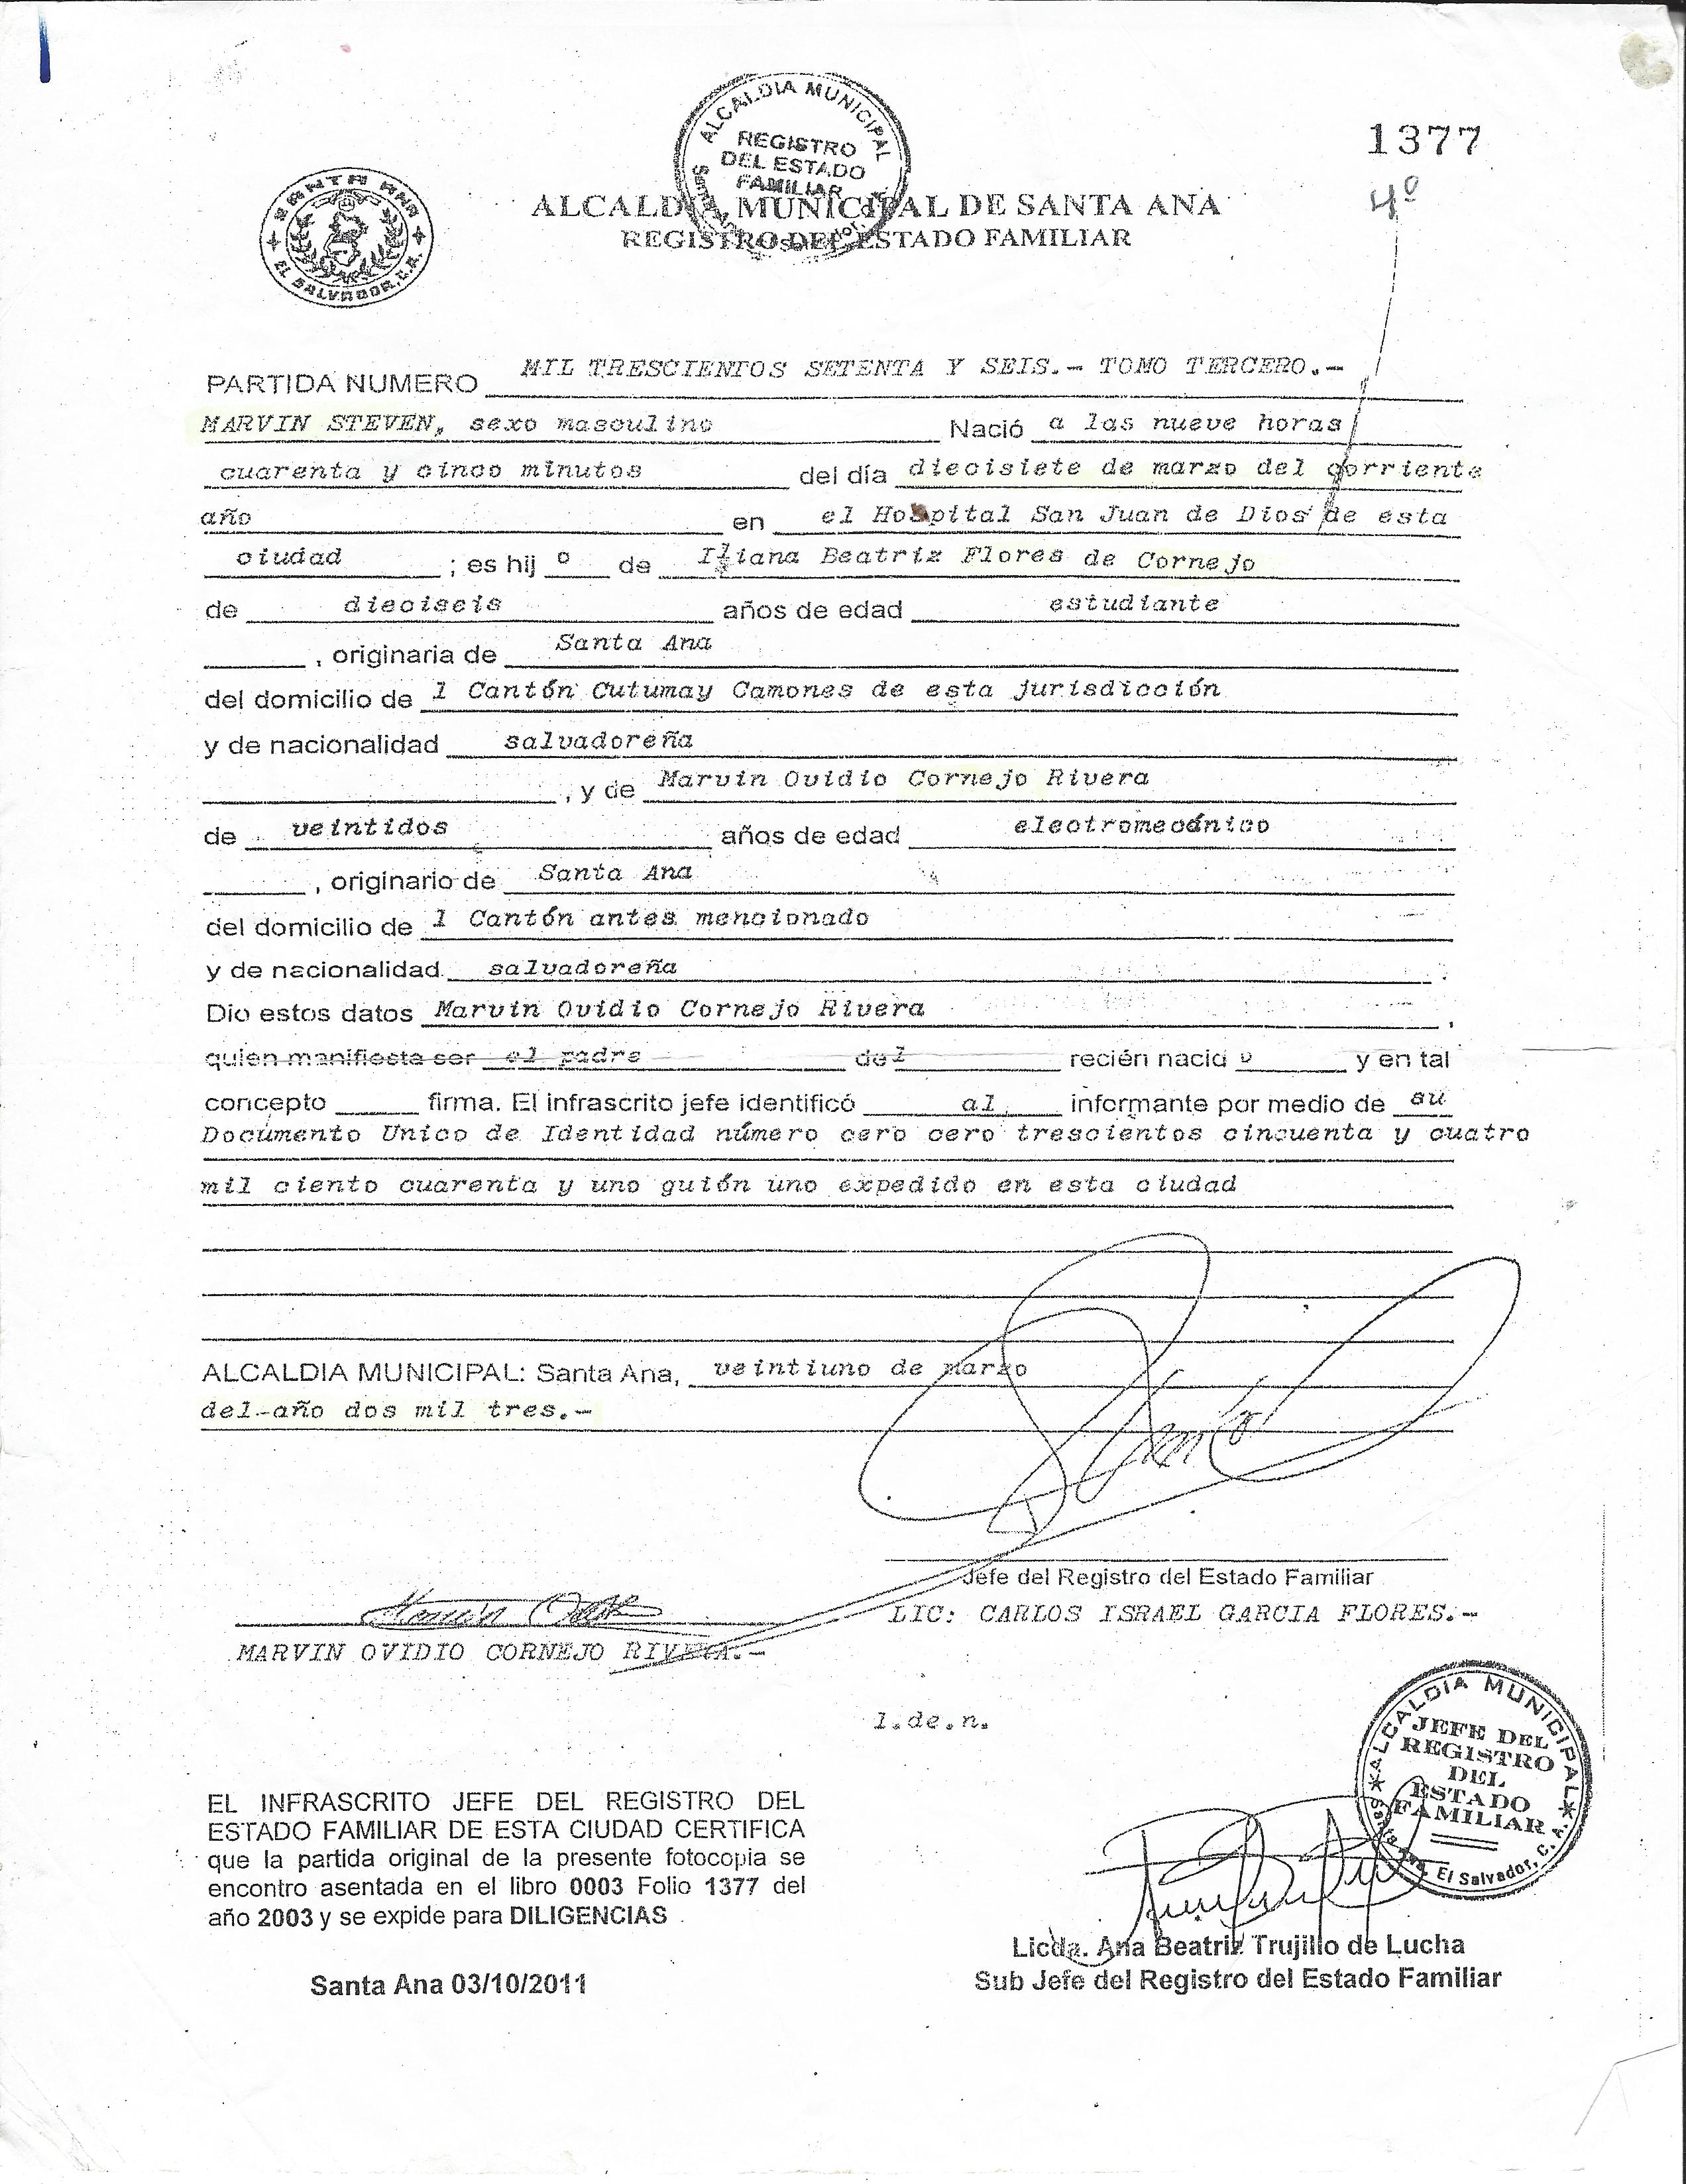 1377
4º
ALCALDIA MUNICIPAL
REGISTRO
DEL ESTADO
FAMILIAR
SANTA ANA
EL SALVADOR, C.A.
ALCALDIA MUNICIPAL DE SANTA ANA
REGISTRO DEL ESTADO FAMILIAR
PARTIDA NUMERO MIL TRESCIENTOS SETENTA Y SEIS.- TOMO TERCERO.-
MARVIN STEVEN, sexo masculino Nació a las nueve horas
cuarenta y cinco minutos del día diecisiete de marzo del corriente
año en el Hospital San Juan de Dios de esta
ciudad ; es hij o de Iliana Beatriz Flores de Cornejo
de dieciseis años de edad estudiante
, originaria de Santa Ana
del domicilio de l Cantón Cutumay Camones de esta jurisdicción
y de nacionalidad salvadoreña
, y de Marvin Ovidio Cornejo Rivera
de veintidos años de edad electromecánico
, originario de Santa Ana
del domicilio de l Cantón antes mencionado
y de nacionalidad salvadoreña
Dio estos datos Marvin Ovidio Cornejo Rivera ,
quien manifiesta ser el padre del recién nacid o y en tal
concepto firma. El infrascrito jefe identificó al informante por medio de su
Documento Unico de Identidad número cero cero trescientos cincuenta y cuatro
mil ciento cuarenta y uno guión uno expedido en esta ciudad
ALCALDIA MUNICIPAL: Santa Ana, veintiuno de marzo
del-año dos mil tres.-
Jefe del Registro del Estado Familiar
LIC: CARLOS ISRAEL GARCIA FLORES.-
MARVIN OVIDIO CORNEJO RIVERA.-
l.de.n.
ALCALDIA MUNICIPAL
JEFE DEL
REGISTRO
DEL
ESTADO
FAMILIAR
Santa Ana, El Salvador, C. A.
EL INFRASCRITO JEFE DEL REGISTRO DEL
ESTADO FAMILIAR DE ESTA CIUDAD CERTIFICA
que la partida original de la presente fotocopia se
encontro asentada en el libro 0003 Folio 1377 del
año 2003 y se expide para DILIGENCIAS .
Santa Ana 03/10/2011
Licda. Ana Beatriz Trujillo de Lucha
Sub Jefe del Registro del Estado Familiar